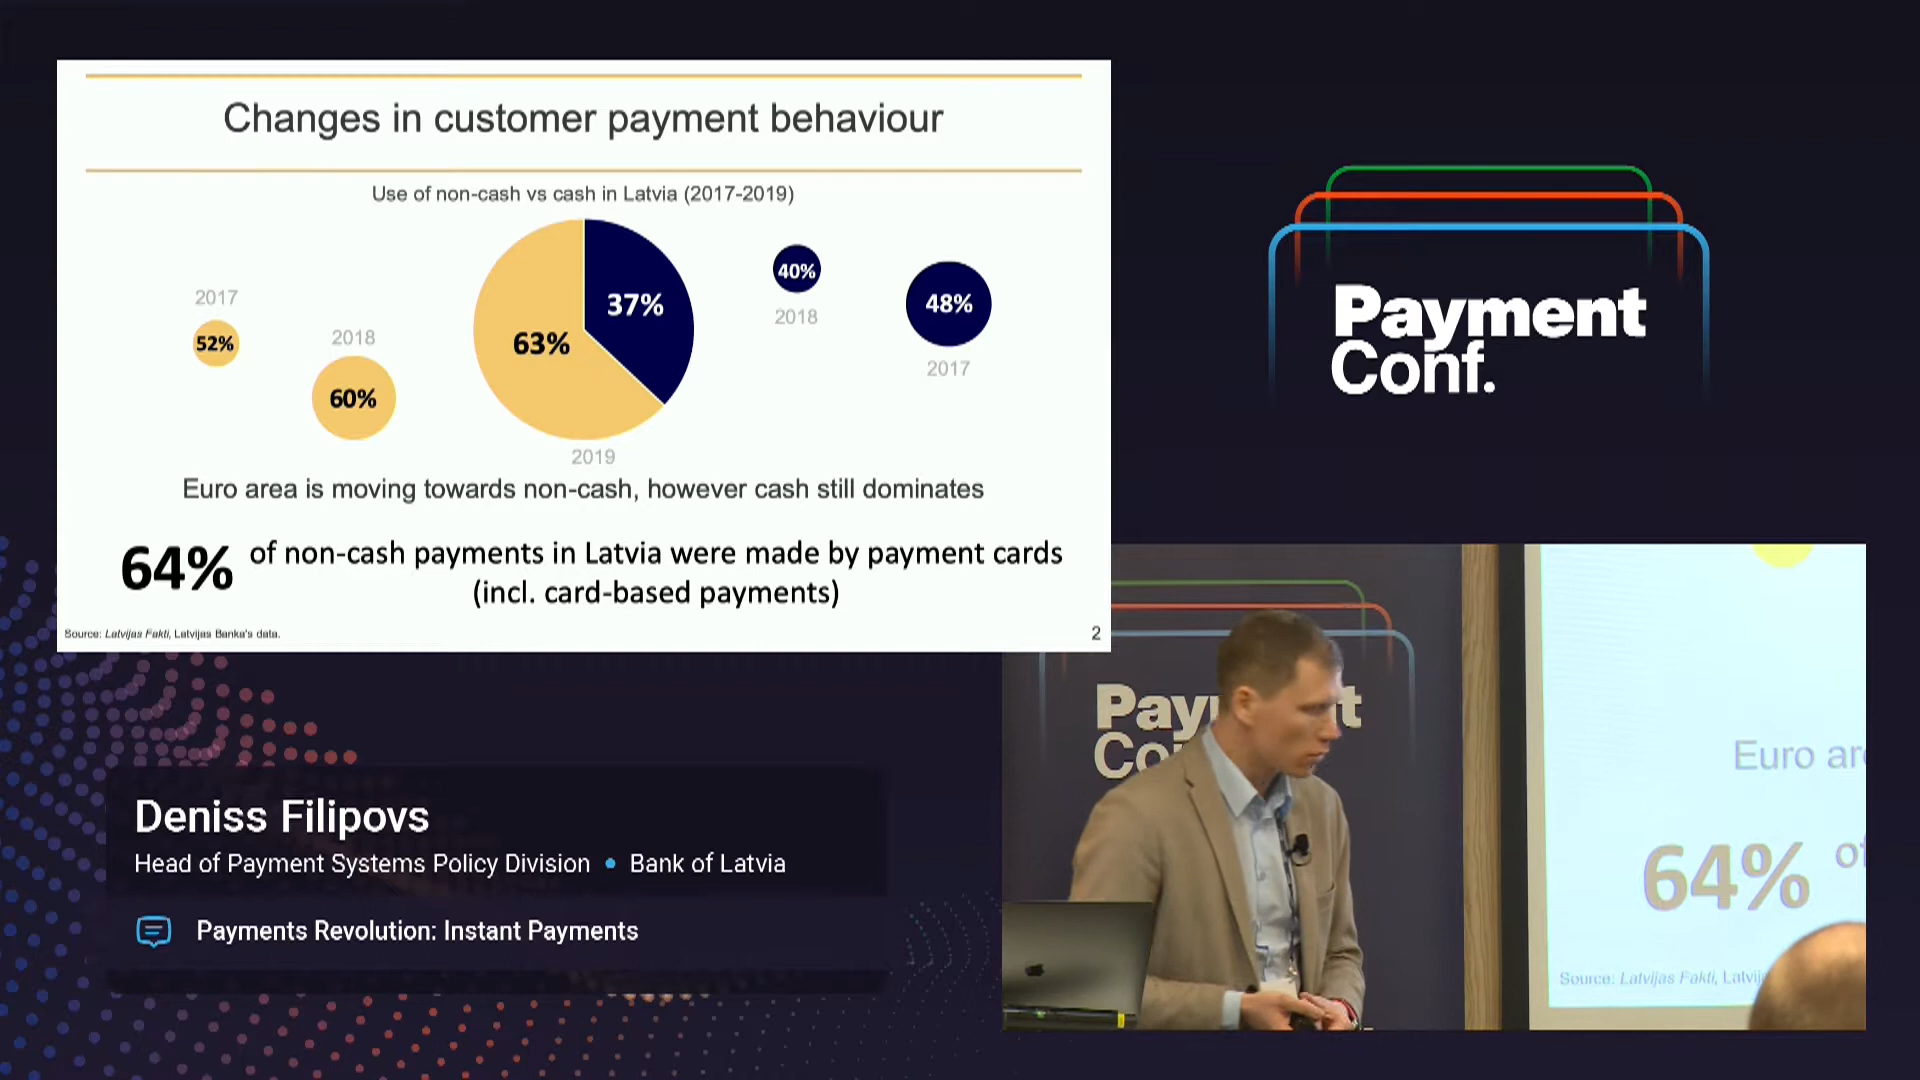 Changes in customer payment behaviour
Use of non-cash vs cash in Latvia (2017-2019)
2017
52%
2018
60%
63%
37%
2019
40%
2018
48%
2017
Euro area is moving towards non-cash, however cash still dominates
64% of non-cash payments in Latvia were made by payment cards
(incl. card-based payments)
Source: Latvijas Fakti, Latvijas Banka's data.
2
Payment
Conf.
Deniss Filipovs
Head of Payment Systems Policy Division • Bank of Latvia
Payments Revolution: Instant Payments
Euro
64%
Source: Latvijas Fakti,